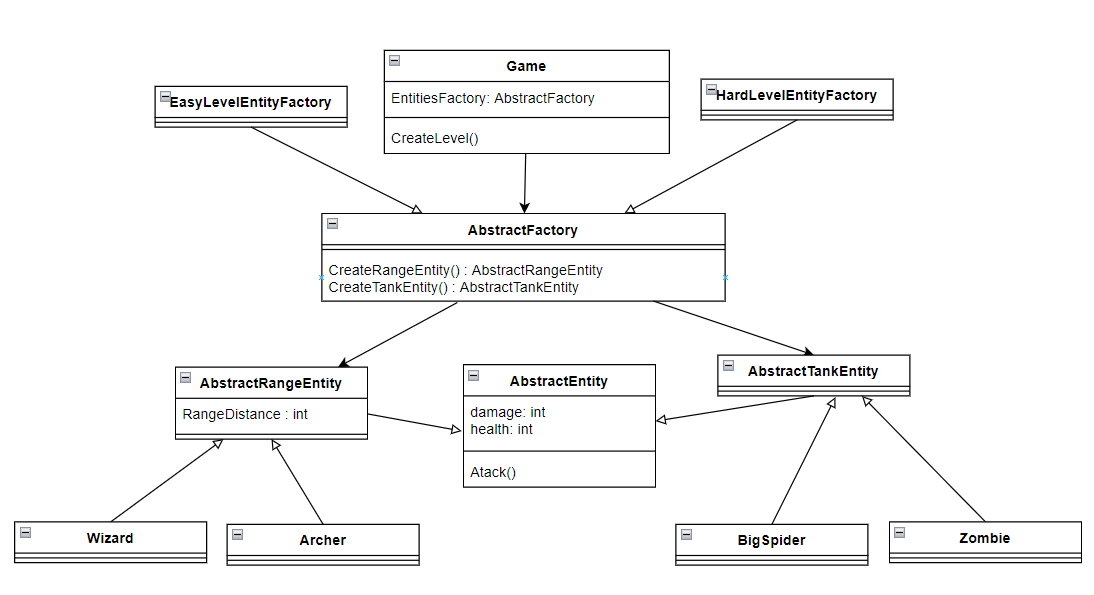 Game
EntitiesFactory: AbstractFactory
CreateLevel()
EasyLevelEntityFactory
HardLevelEntityFactory
AbstractFactory
CreateRangeEntity() : AbstractRangeEntity
CreateTankEntity() : AbstractTankEntity
AbstractRangeEntity
RangeDistance : int
AbstractEntity
damage: int
health: int
Atack()
AbstractTankEntity
Wizard
Archer
BigSpider
Zombie